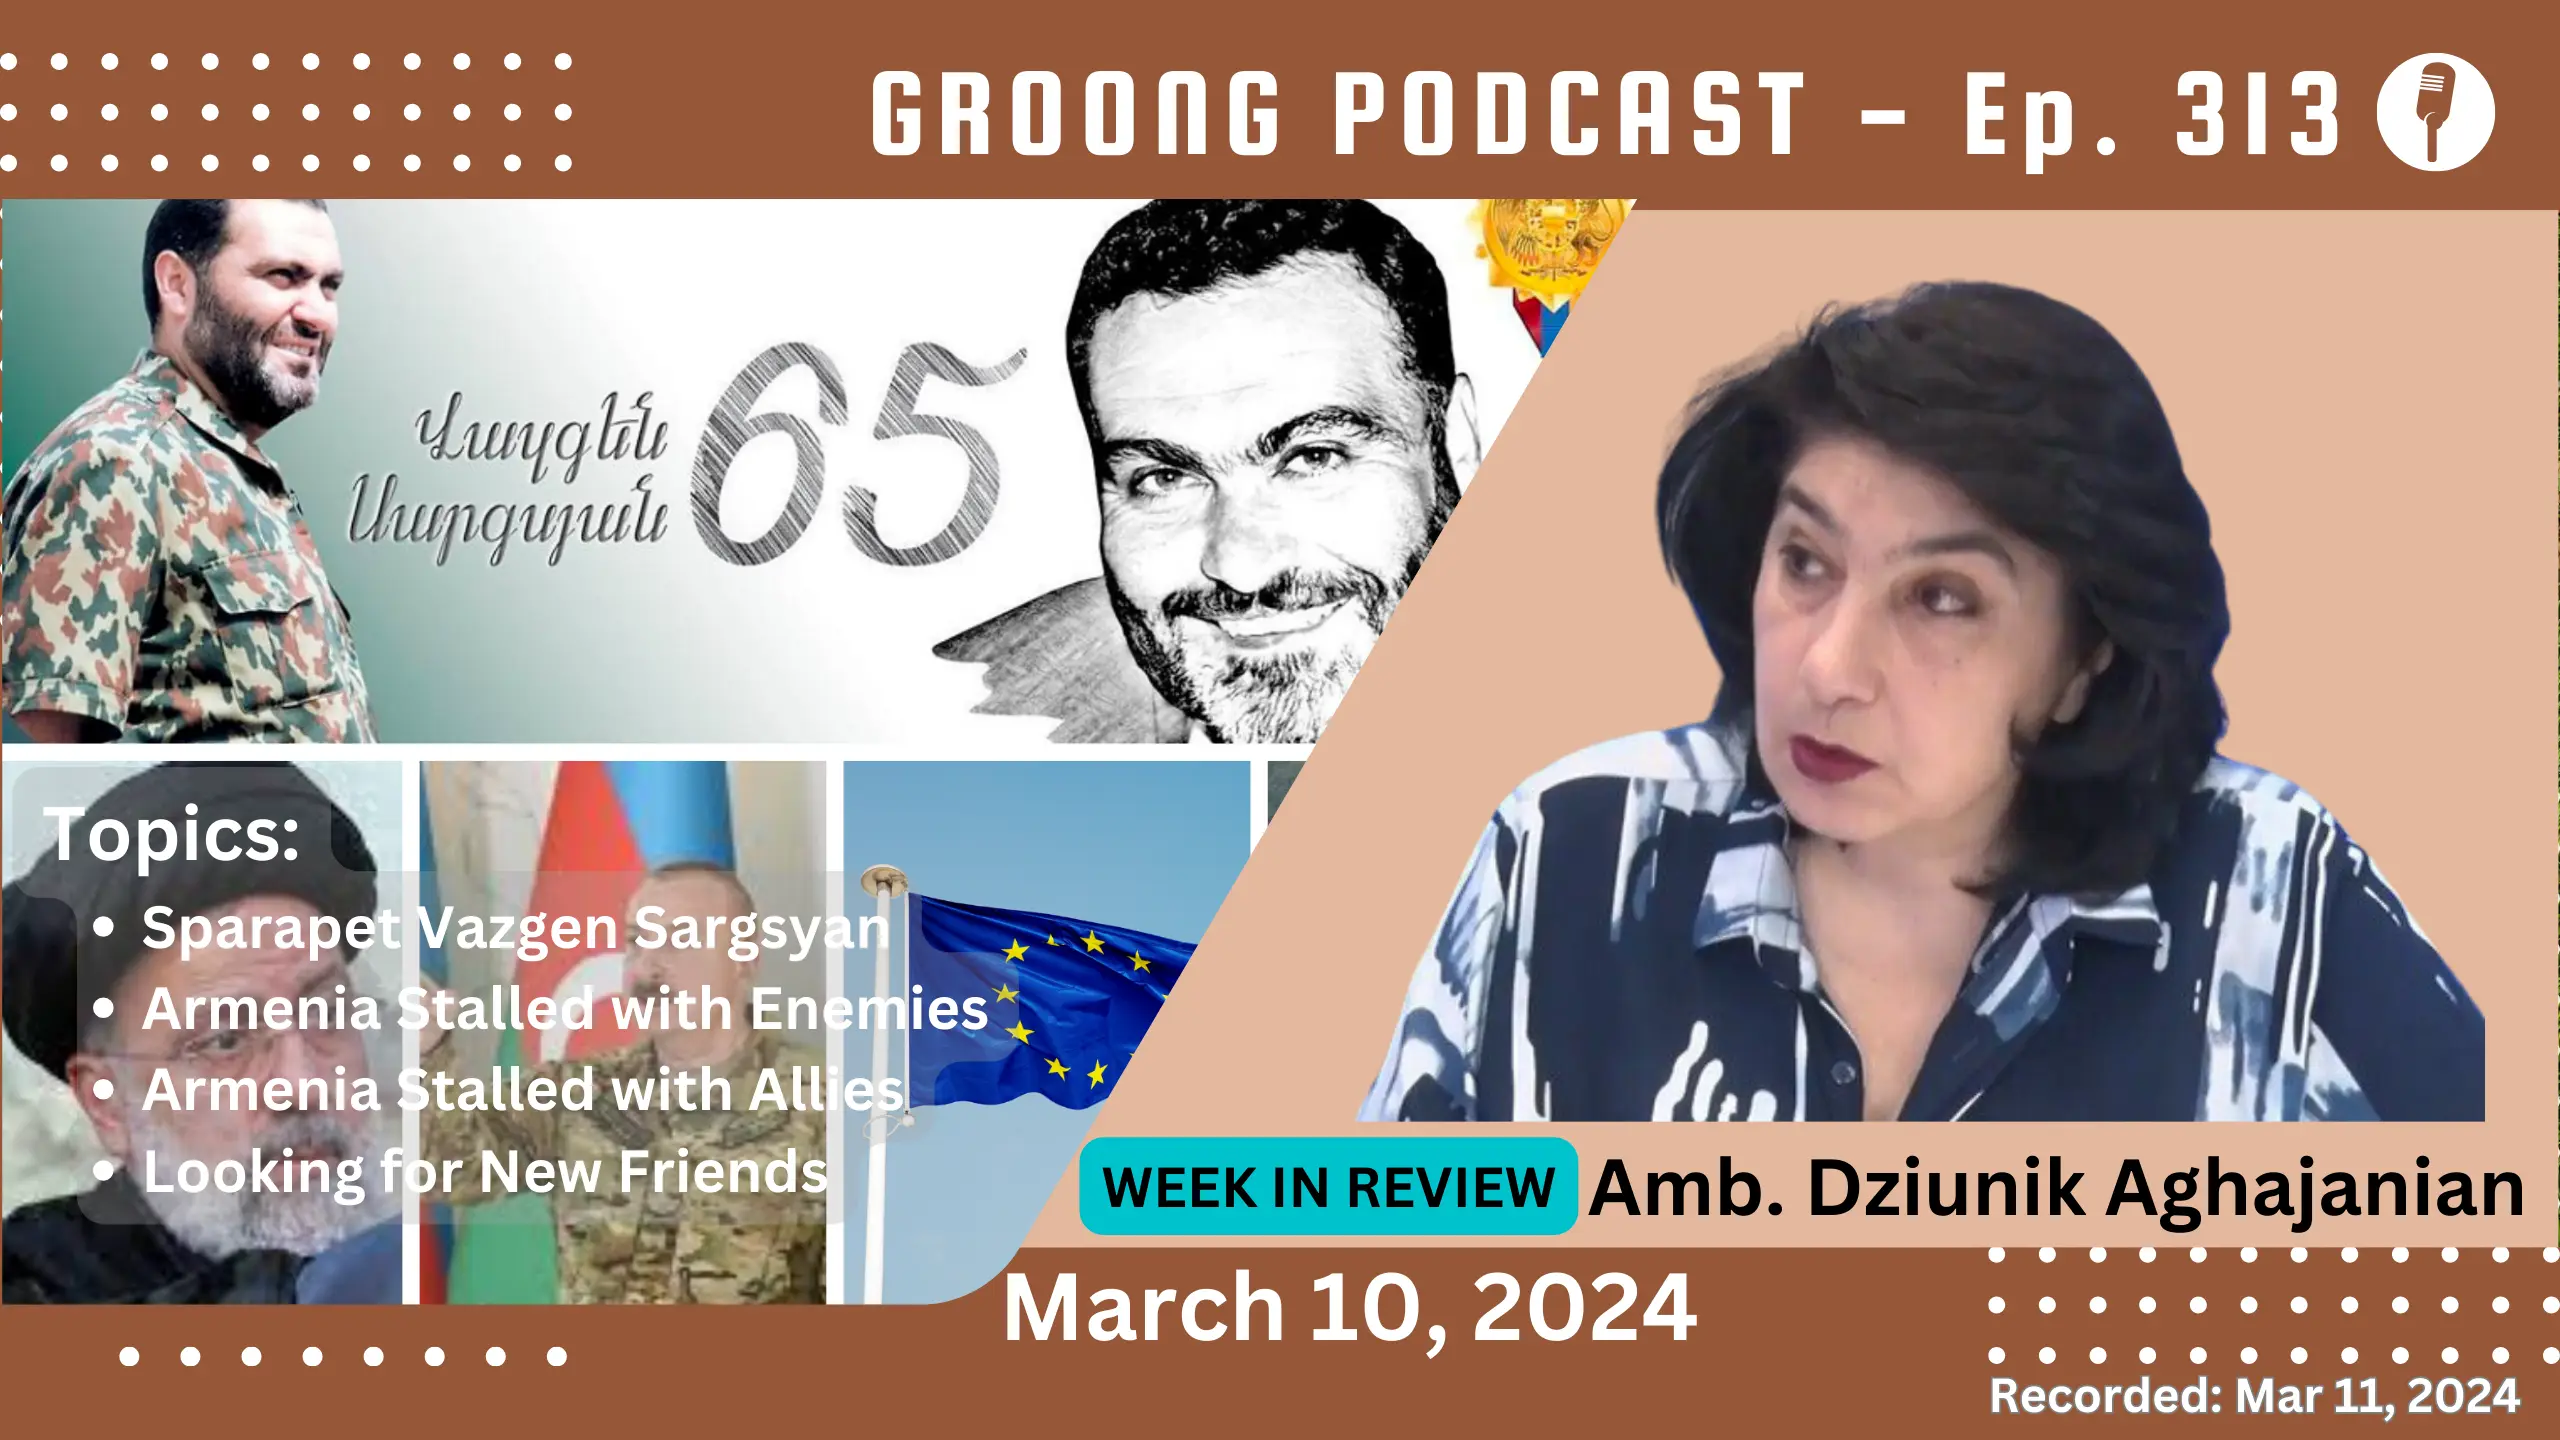 GROONG PODCAST - Ep. 313
Վազգեն
Սարգսյան
65
Topics:
• Sparapet Vazgen Sargsyan
• Armenia Stalled with Enemies
• Armenia Stalled with Allies
• Looking for New Friends
WEEK IN REVIEW
Amb. Dziunik Aghajanian
March 10, 2024
Recorded: Mar 11, 2024